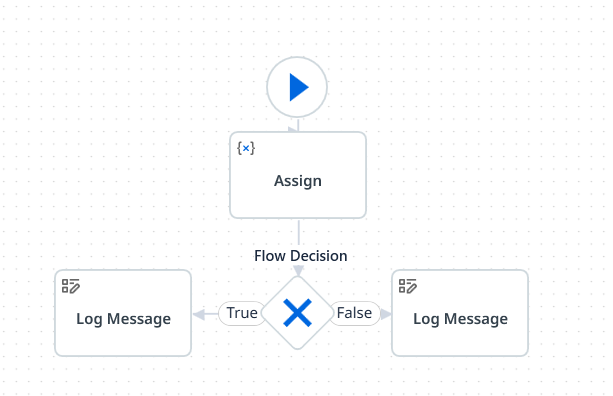 {×}
Assign
Flow Decision
Log Message
True
False
Log Message